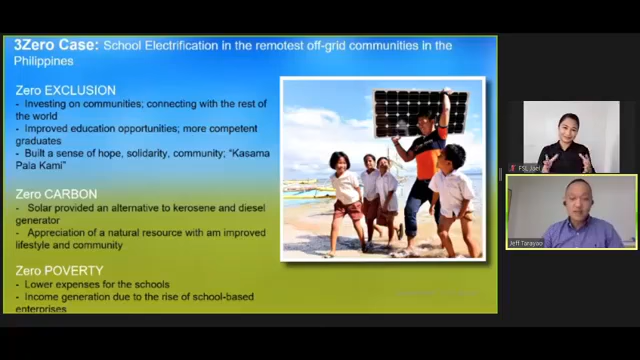 3Zero Case: School Electrification in the remotest off-grid communities in the
Philippines
Zero EXCLUSION
- Investing on communities; connecting with the rest of
the world
- Improved education opportunities; more competent
graduates
- Built a sense of hope, solidarity, community; “Kasama
Pala Kami”
Zero CARBON
- Solar provided an alternative to kerosene and diesel
generator
- Appreciation of a natural resource with am improved
lifestyle and community
Zero POVERTY
- Lower expenses for the schools
- Income generation due to the rise of school-based
enterprises
FSL Joel
Jeff Tarayao